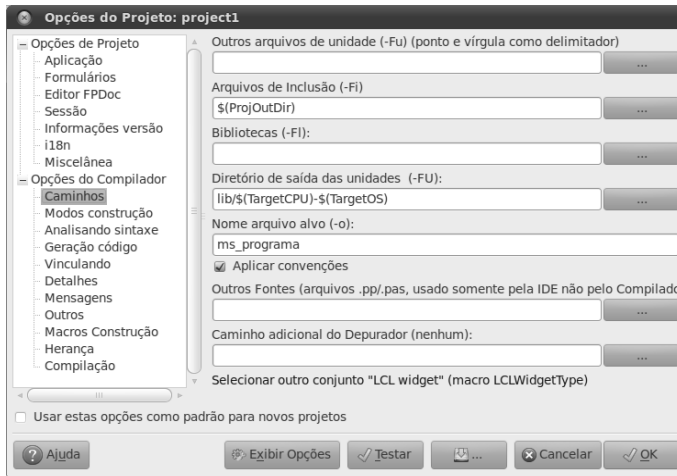 Opções do Projeto: project1
Opções de Projeto
Aplicação
Formulários
Editor FPDoc
Sessão
Informações versão
i18n
Miscelânea
Opções do Compilador
Caminhos
Modos construção
Analisando sintaxe
Geração código
Vinculando
Detalhes
Mensagens
Outros
Macros Construção
Herança
Compilação
Outros arquivos de unidade (-Fu) (ponto e vírgula como delimitador)
...
Arquivos de Inclusão (-Fi)
$(ProjOutDir)
...
Bibliotecas (-Fl):
...
Diretório de saída das unidades (-FU):
lib/$(TargetCPU)-$(TargetOS)
...
Nome arquivo alvo (-o):
ms_programa
Aplicar convenções
Outros Fontes (arquivos .pp/.pas, usado somente pela IDE não pelo Compilado
...
Caminho adicional do Depurador (nenhum):
...
Selecionar outro conjunto "LCL widget" (macro LCLWidgetType)
Usar estas opções como padrão para novos projetos
Ajuda
Exibir Opções
Testar
...
Cancelar
OK